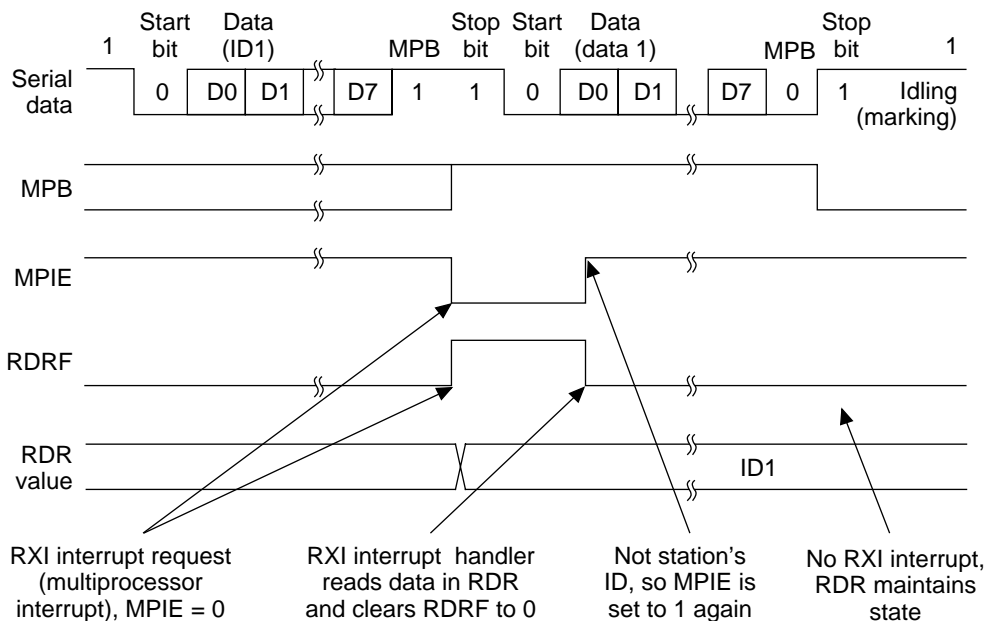 Start Data Stop Start Data Stop
1 bit (ID1) MPB bit bit (data 1) MPB bit 1
Serial data
0 D0 D1 D7 1 1 0 D0 D1 D7 0 1 Idling (marking)
MPB
MPIE
RDRF
RDR value
ID1
RXI interrupt request
(multiprocessor
interrupt), MPIE = 0
RXI interrupt handler
reads data in RDR
and clears RDRF to 0
Not station's
ID, so MPIE is
set to 1 again
No RXI interrupt,
RDR maintains
state